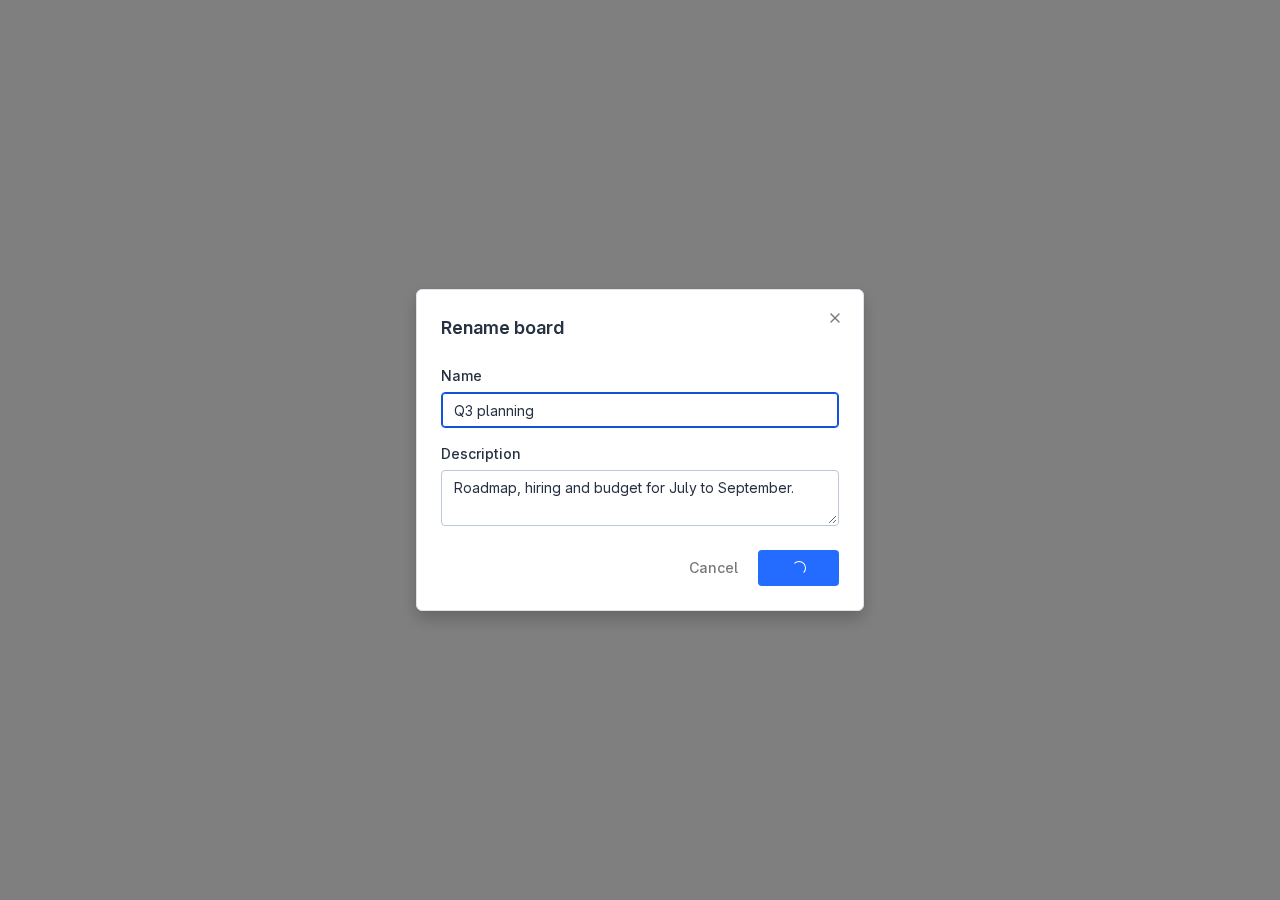 Rename board
Name
Q3 planning
Description
Roadmap, hiring and budget for July to September.
Cancel